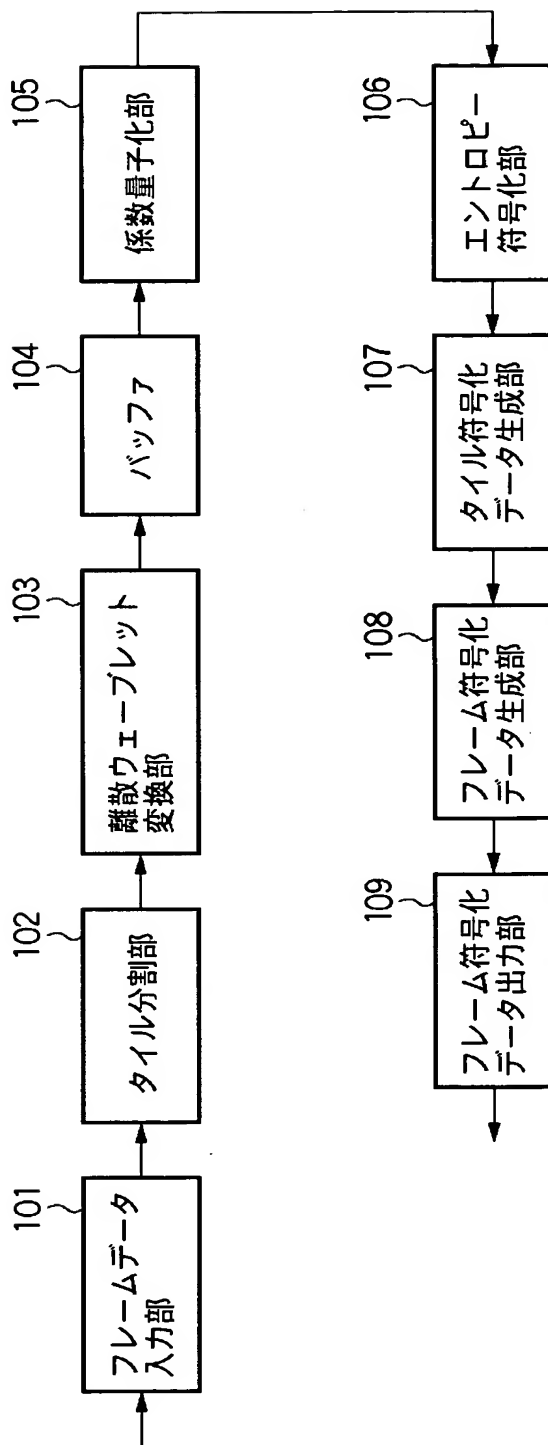 101
フレームデータ
入力部
102
タイル分割部
103
離散ウェーブレット
変換部
104
バッファ
105
係数量子化部
106
エントロピー
符号化部
107
タイル符号化
データ生成部
108
フレーム符号化
データ生成部
109
フレーム符号化
データ出力部